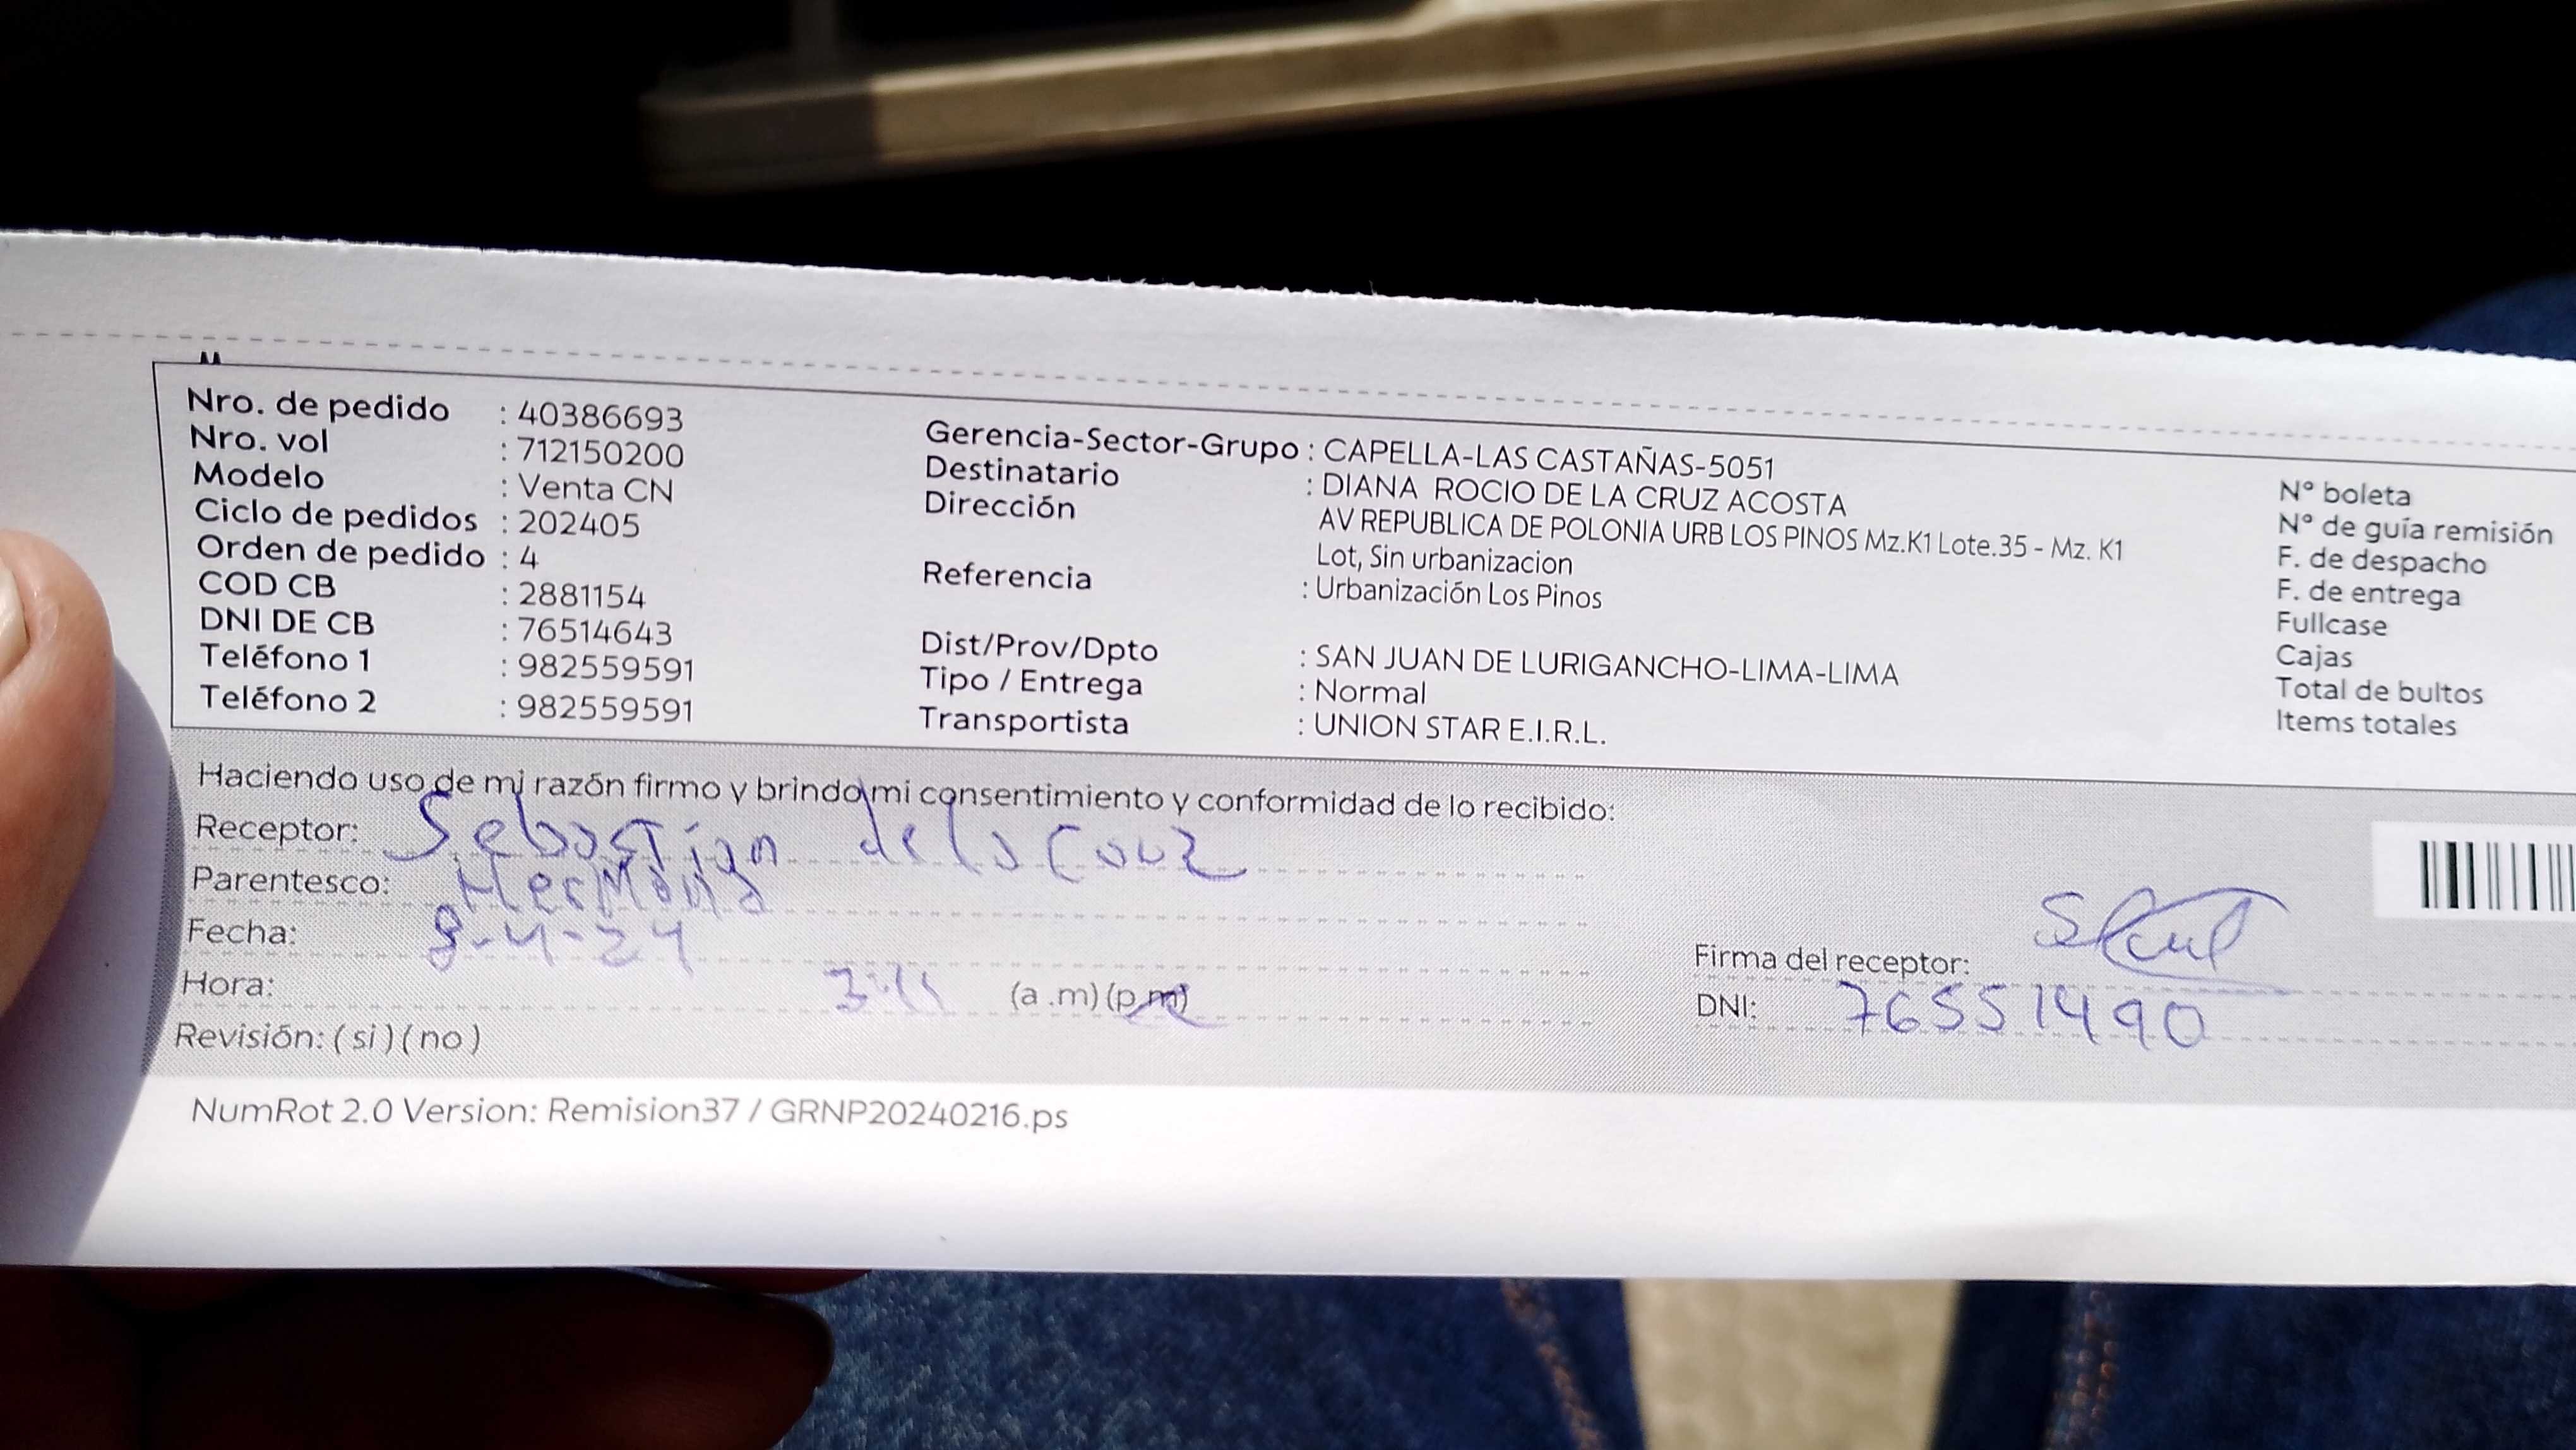 Nro. de pedido : 40386693
Nro. vol : 712150200
Modelo : Venta CN
Ciclo de pedidos : 202405
Orden de pedido : 4
COD CB : 2881154
DNI DE CB : 76514643
Teléfono 1 : 982559591
Teléfono 2 : 982559591
Gerencia-Sector-Grupo : CAPELLA-LAS CASTAÑAS-5051
Destinatario : DIANA ROCIO DE LA CRUZ ACOSTA
Dirección AV REPUBLICA DE POLONIA URB LOS PINOS Mz.K1 Lote.35 - Mz. K1
Lot, Sin urbanizacion
Referencia : Urbanización Los Pinos
Dist/Prov/Dpto : SAN JUAN DE LURIGANCHO-LIMA-LIMA
Tipo / Entrega : Normal
Transportista : UNION STAR E.I.R.L.
N° boleta
N° de guía remisión
F. de despacho
F. de entrega
Fullcase
Cajas
Total de bultos
Items totales
Haciendo uso de mi razón firmo y brindo mi consentimiento y conformidad de lo recibido:
Receptor: Sebastian de la Cruz
Parentesco: Hermano
Fecha: 8-4-24
Hora: (a .m) (p.m)
Revisión: ( si ) ( no )
Firma del receptor:
DNI: 76551490
NumRot 2.0 Version: Remision37 / GRNP20240216.ps